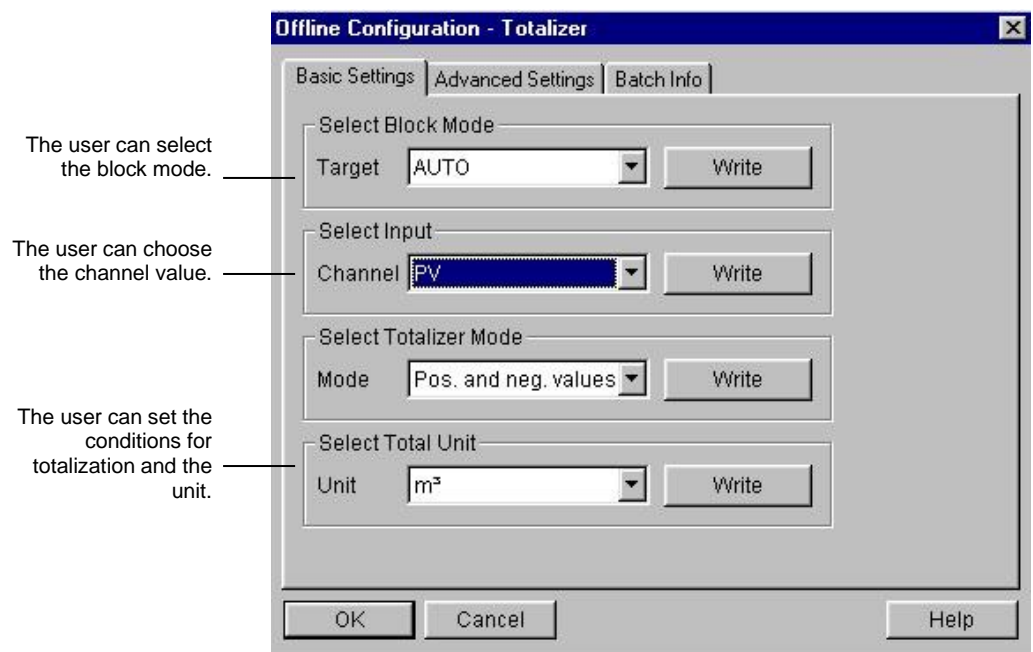 Offline Configuration - Totalizer
Basic Settings
Advanced Settings
Batch Info
The user can select
the block mode.
Select Block Mode
Target
AUTO
Write
The user can choose
the channel value.
Select Input
Channel
PV
Write
Select Totalizer Mode
Mode
Pos. and neg. values
Write
The user can set the
conditions for
totalization and the
unit.
Select Total Unit
Unit
m³
Write
OK
Cancel
Help